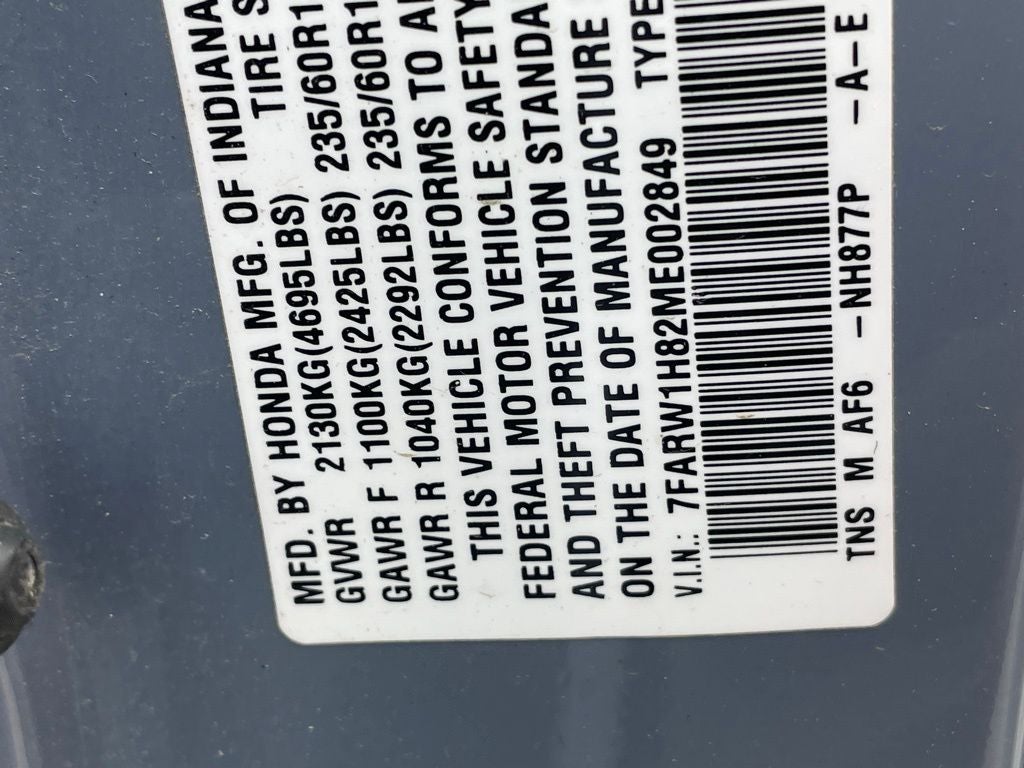 MFD. BY HONDA MFG. OF INDIANA
TIRE S
GVWR 2130KG(4695LBS) 235/60R1
GAWR F 1100KG(2425LBS) 235/60R1
GAWR R 1040KG(2292LBS)
THIS VEHICLE CONFORMS TO AL
FEDERAL MOTOR VEHICLE SAFETY
AND THEFT PREVENTION STANDA
ON THE DATE OF MANUFACTURE
V.I.N.: 7FARW1H82ME002849 TYPE
TNS M AF6 -NH877P -A-E